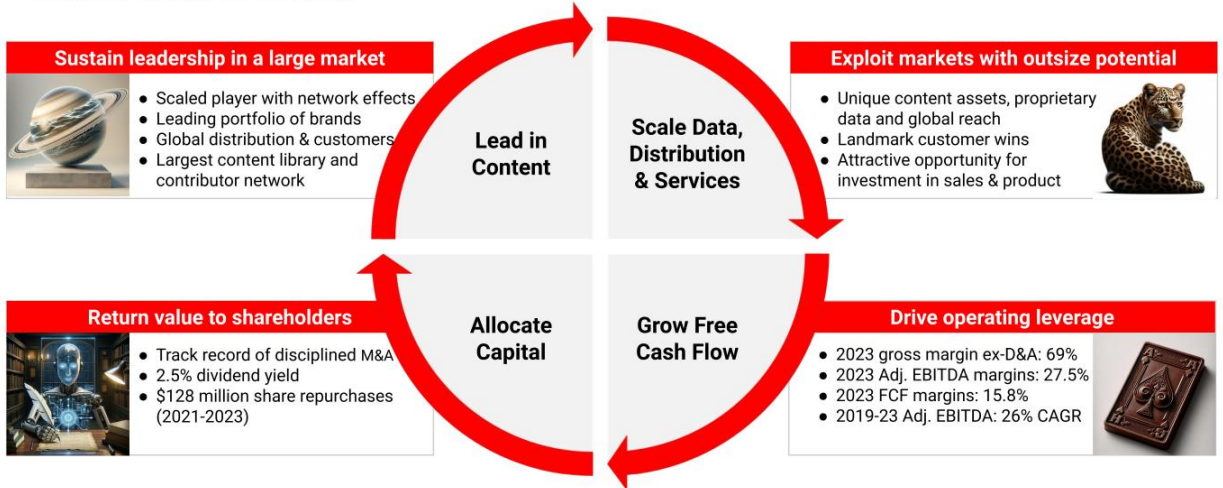 Sustain leadership in a large market
● Scaled player with network effects
● Leading portfolio of brands
● Global distribution & customers
● Largest content library and
contributor network
Lead in
Content
Scale Data,
Distribution
& Services
Exploit markets with outsize potential
● Unique content assets, proprietary
data and global reach
● Landmark customer wins
● Attractive opportunity for
investment in sales & product
Return value to shareholders
● Track record of disciplined M&A
● 2.5% dividend yield
● $128 million share repurchases
(2021-2023)
Allocate
Capital
Grow Free
Cash Flow
Drive operating leverage
● 2023 gross margin ex-D&A: 69%
● 2023 Adj. EBITDA margins: 27.5%
● 2023 FCF margins: 15.8%
● 2019-23 Adj. EBITDA: 26% CAGR